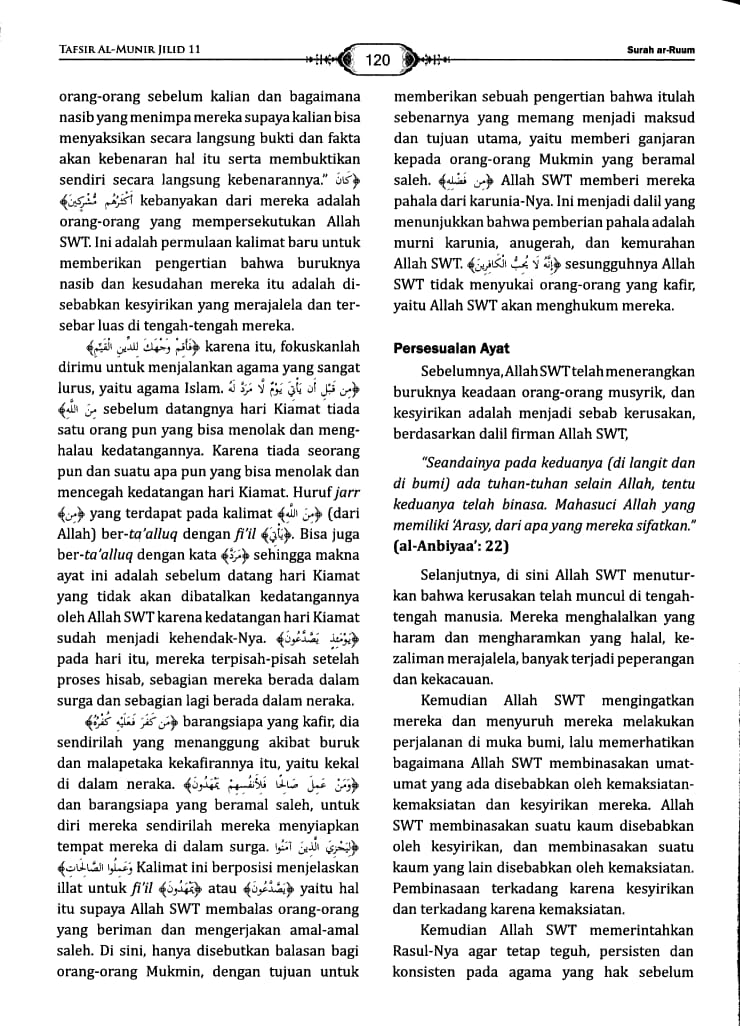 TAFSIR AL-MUNIR JILID 11
120
Surah ar-Ruum
orang-orang sebelum kalian dan bagaimana
nasib yang menimpa mereka supaya kalian bisa
menyaksikan secara langsung bukti dan fakta
akan kebenaran hal itu serta membuktikan
sendiri secara langsung kebenarannya.” ﴿كَانَ
أَكْثَرُهُم مُّشْرِكِينَ﴾ kebanyakan dari mereka adalah
orang-orang yang mempersekutukan Allah
SWT. Ini adalah permulaan kalimat baru untuk
memberikan pengertian bahwa buruknya
nasib dan kesudahan mereka itu adalah di-
sebabkan kesyirikan yang merajalela dan ter-
sebar luas di tengah-tengah mereka.
﴿فَأَقِمْ وَجْهَكَ لِلدِّينِ الْقَيِّمِ﴾ karena itu, fokuskanlah
dirimu untuk menjalankan agama yang sangat
lurus, yaitu agama Islam. ﴿مِن قَبْلِ أَن يَأْتِيَ يَوْمٌ لَّا مَرَدَّ لَهُ
مِنَ اللَّهِ﴾ sebelum datangnya hari Kiamat tiada
satu orang pun yang bisa menolak dan meng-
halau kedatangannya. Karena tiada seorang
pun dan suatu apa pun yang bisa menolak dan
mencegah kedatangan hari Kiamat. Huruf jarr
﴿مِن﴾ yang terdapat pada kalimat ﴿مِنَ اللَّهِ﴾ (dari
Allah) ber-ta’alluq dengan fi’il ﴿يَأْتِيَ﴾. Bisa juga
ber-ta’alluq dengan kata ﴿مَرَدَّ﴾ sehingga makna
ayat ini adalah sebelum datang hari Kiamat
yang tidak akan dibatalkan kedatangannya
oleh Allah SWT karena kedatangan hari Kiamat
sudah menjadi kehendak-Nya. ﴿يَوْمَئِذٍ يَصَّدَّعُونَ﴾
pada hari itu, mereka terpisah-pisah setelah
proses hisab, sebagian mereka berada dalam
surga dan sebagian lagi berada dalam neraka.
﴿مَن كَفَرَ فَعَلَيْهِ كُفْرُهُ﴾ barangsiapa yang kafir, dia
sendirilah yang menanggung akibat buruk
dan malapetaka kekafirannya itu, yaitu kekal
di dalam neraka. ﴿وَمَنْ عَمِلَ صَالِحًا فَلِأَنفُسِهِمْ يَمْهَدُونَ﴾
dan barangsiapa yang beramal saleh, untuk
diri mereka sendirilah mereka menyiapkan
tempat mereka di dalam surga. ﴿لِيَجْزِيَ الَّذِينَ آمَنُوا
وَعَمِلُوا الصَّالِحَاتِ﴾ Kalimat ini berposisi menjelaskan
illat untuk fi’il ﴿يَمْهَدُونَ﴾ atau ﴿يَصَّدَّعُونَ﴾ yaitu hal
itu supaya Allah SWT membalas orang-orang
yang beriman dan mengerjakan amal-amal
saleh. Di sini, hanya disebutkan balasan bagi
orang-orang Mukmin, dengan tujuan untuk
memberikan sebuah pengertian bahwa itulah
sebenarnya yang memang menjadi maksud
dan tujuan utama, yaitu memberi ganjaran
kepada orang-orang Mukmin yang beramal
saleh. ﴿مِن فَضْلِهِ﴾ Allah SWT memberi mereka
pahala dari karunia-Nya. Ini menjadi dalil yang
menunjukkan bahwa pemberian pahala adalah
murni karunia, anugerah, dan kemurahan
Allah SWT. ﴿إِنَّهُ لَا يُحِبُّ الْكَافِرِينَ﴾ sesungguhnya Allah
SWT tidak menyukai orang-orang yang kafir,
yaitu Allah SWT akan menghukum mereka.
Persesuaian Ayat
Sebelumnya, Allah SWT telah menerangkan
buruknya keadaan orang-orang musyrik, dan
kesyirikan adalah menjadi sebab kerusakan,
berdasarkan dalil firman Allah SWT,
“Seandainya pada keduanya (di langit dan
di bumi) ada tuhan-tuhan selain Allah, tentu
keduanya telah binasa. Mahasuci Allah yang
memiliki ‘Arasy, dari apa yang mereka sifatkan.”
(al-Anbiyaa’: 22)
Selanjutnya, di sini Allah SWT menutur-
kan bahwa kerusakan telah muncul di tengah-
tengah manusia. Mereka menghalalkan yang
haram dan mengharamkan yang halal, ke-
zaliman merajalela, banyak terjadi peperangan
dan kekacauan.
Kemudian Allah SWT mengingatkan
mereka dan menyuruh mereka melakukan
perjalanan di muka bumi, lalu memerhatikan
bagaimana Allah SWT membinasakan umat-
umat yang ada disebabkan oleh kemaksiatan-
kemaksiatan dan kesyirikan mereka. Allah
SWT membinasakan suatu kaum disebabkan
oleh kesyirikan, dan membinasakan suatu
kaum yang lain disebabkan oleh kemaksiatan.
Pembinasaan terkadang karena kesyirikan
dan terkadang karena kemaksiatan.
Kemudian Allah SWT memerintahkan
Rasul-Nya agar tetap teguh, persisten dan
konsisten pada agama yang hak sebelum